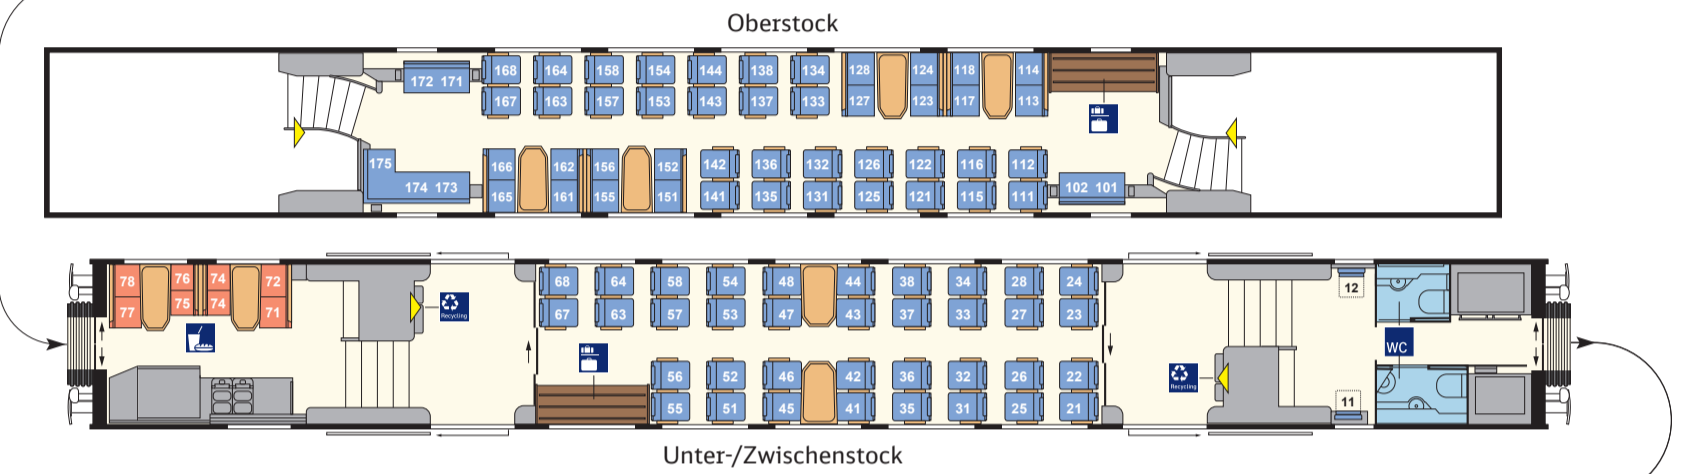 Oberstock
172 171 168 164 158 154 144 138 134 128 124 118 114
167 163 157 153 143 137 133 127 123 117 113
175 166 162 156 152 142 136 132 126 122 116 112
174 173 165 161 155 151 141 135 131 125 121 115 111 102 101
78 76 74 72 68 64 58 54 48 44 38 34 28 24 12
77 75 74 71 Recycling 67 63 57 53 47 43 37 33 27 23
WC
56 52 46 42 36 32 26 22 Recycling
55 51 45 41 35 31 25 21 11
Unter-/Zwischenstock